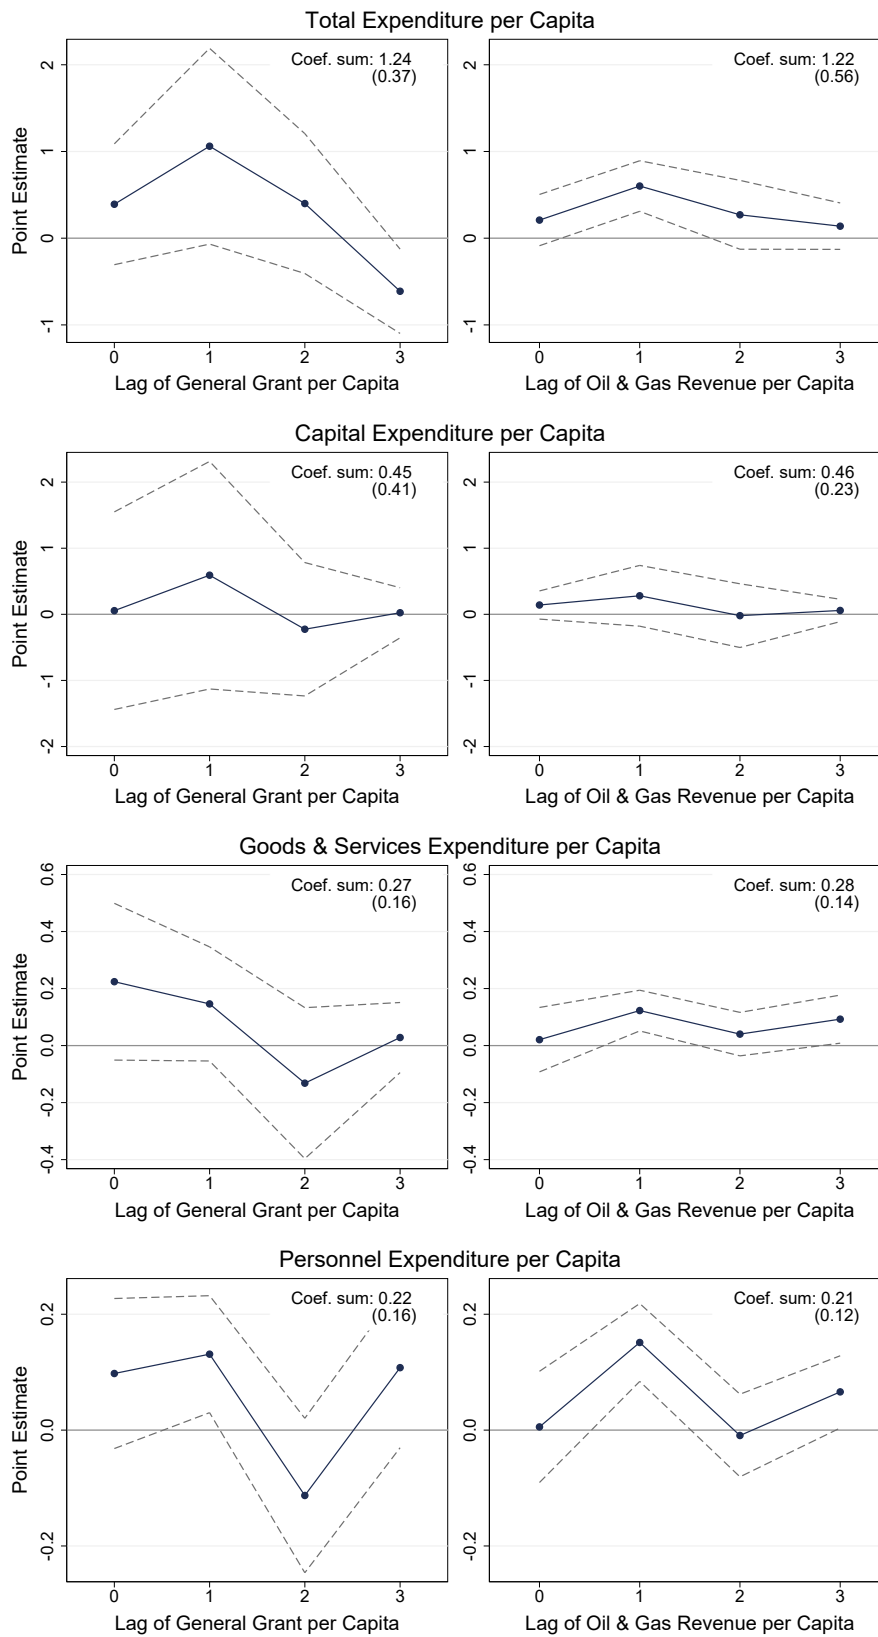 Total Expenditure per Capita
Point Estimate
2
1
0
-1
Coef. sum: 1.24
(0.37)
0 1 2 3
Lag of General Grant per Capita
2
1
0
-1
Coef. sum: 1.22
(0.56)
0 1 2 3
Lag of Oil & Gas Revenue per Capita
Capital Expenditure per Capita
Point Estimate
2
1
0
-1
-2
Coef. sum: 0.45
(0.41)
0 1 2 3
Lag of General Grant per Capita
2
1
0
-1
-2
Coef. sum: 0.46
(0.23)
0 1 2 3
Lag of Oil & Gas Revenue per Capita
Goods & Services Expenditure per Capita
Point Estimate
0.6
0.4
0.2
0.0
-0.2
-0.4
Coef. sum: 0.27
(0.16)
0 1 2 3
Lag of General Grant per Capita
0.6
0.4
0.2
0.0
-0.2
-0.4
Coef. sum: 0.28
(0.14)
0 1 2 3
Lag of Oil & Gas Revenue per Capita
Personnel Expenditure per Capita
Point Estimate
0.2
0.0
-0.2
Coef. sum: 0.22
(0.16)
0 1 2 3
Lag of General Grant per Capita
0.2
0.0
-0.2
Coef. sum: 0.21
(0.12)
0 1 2 3
Lag of Oil & Gas Revenue per Capita